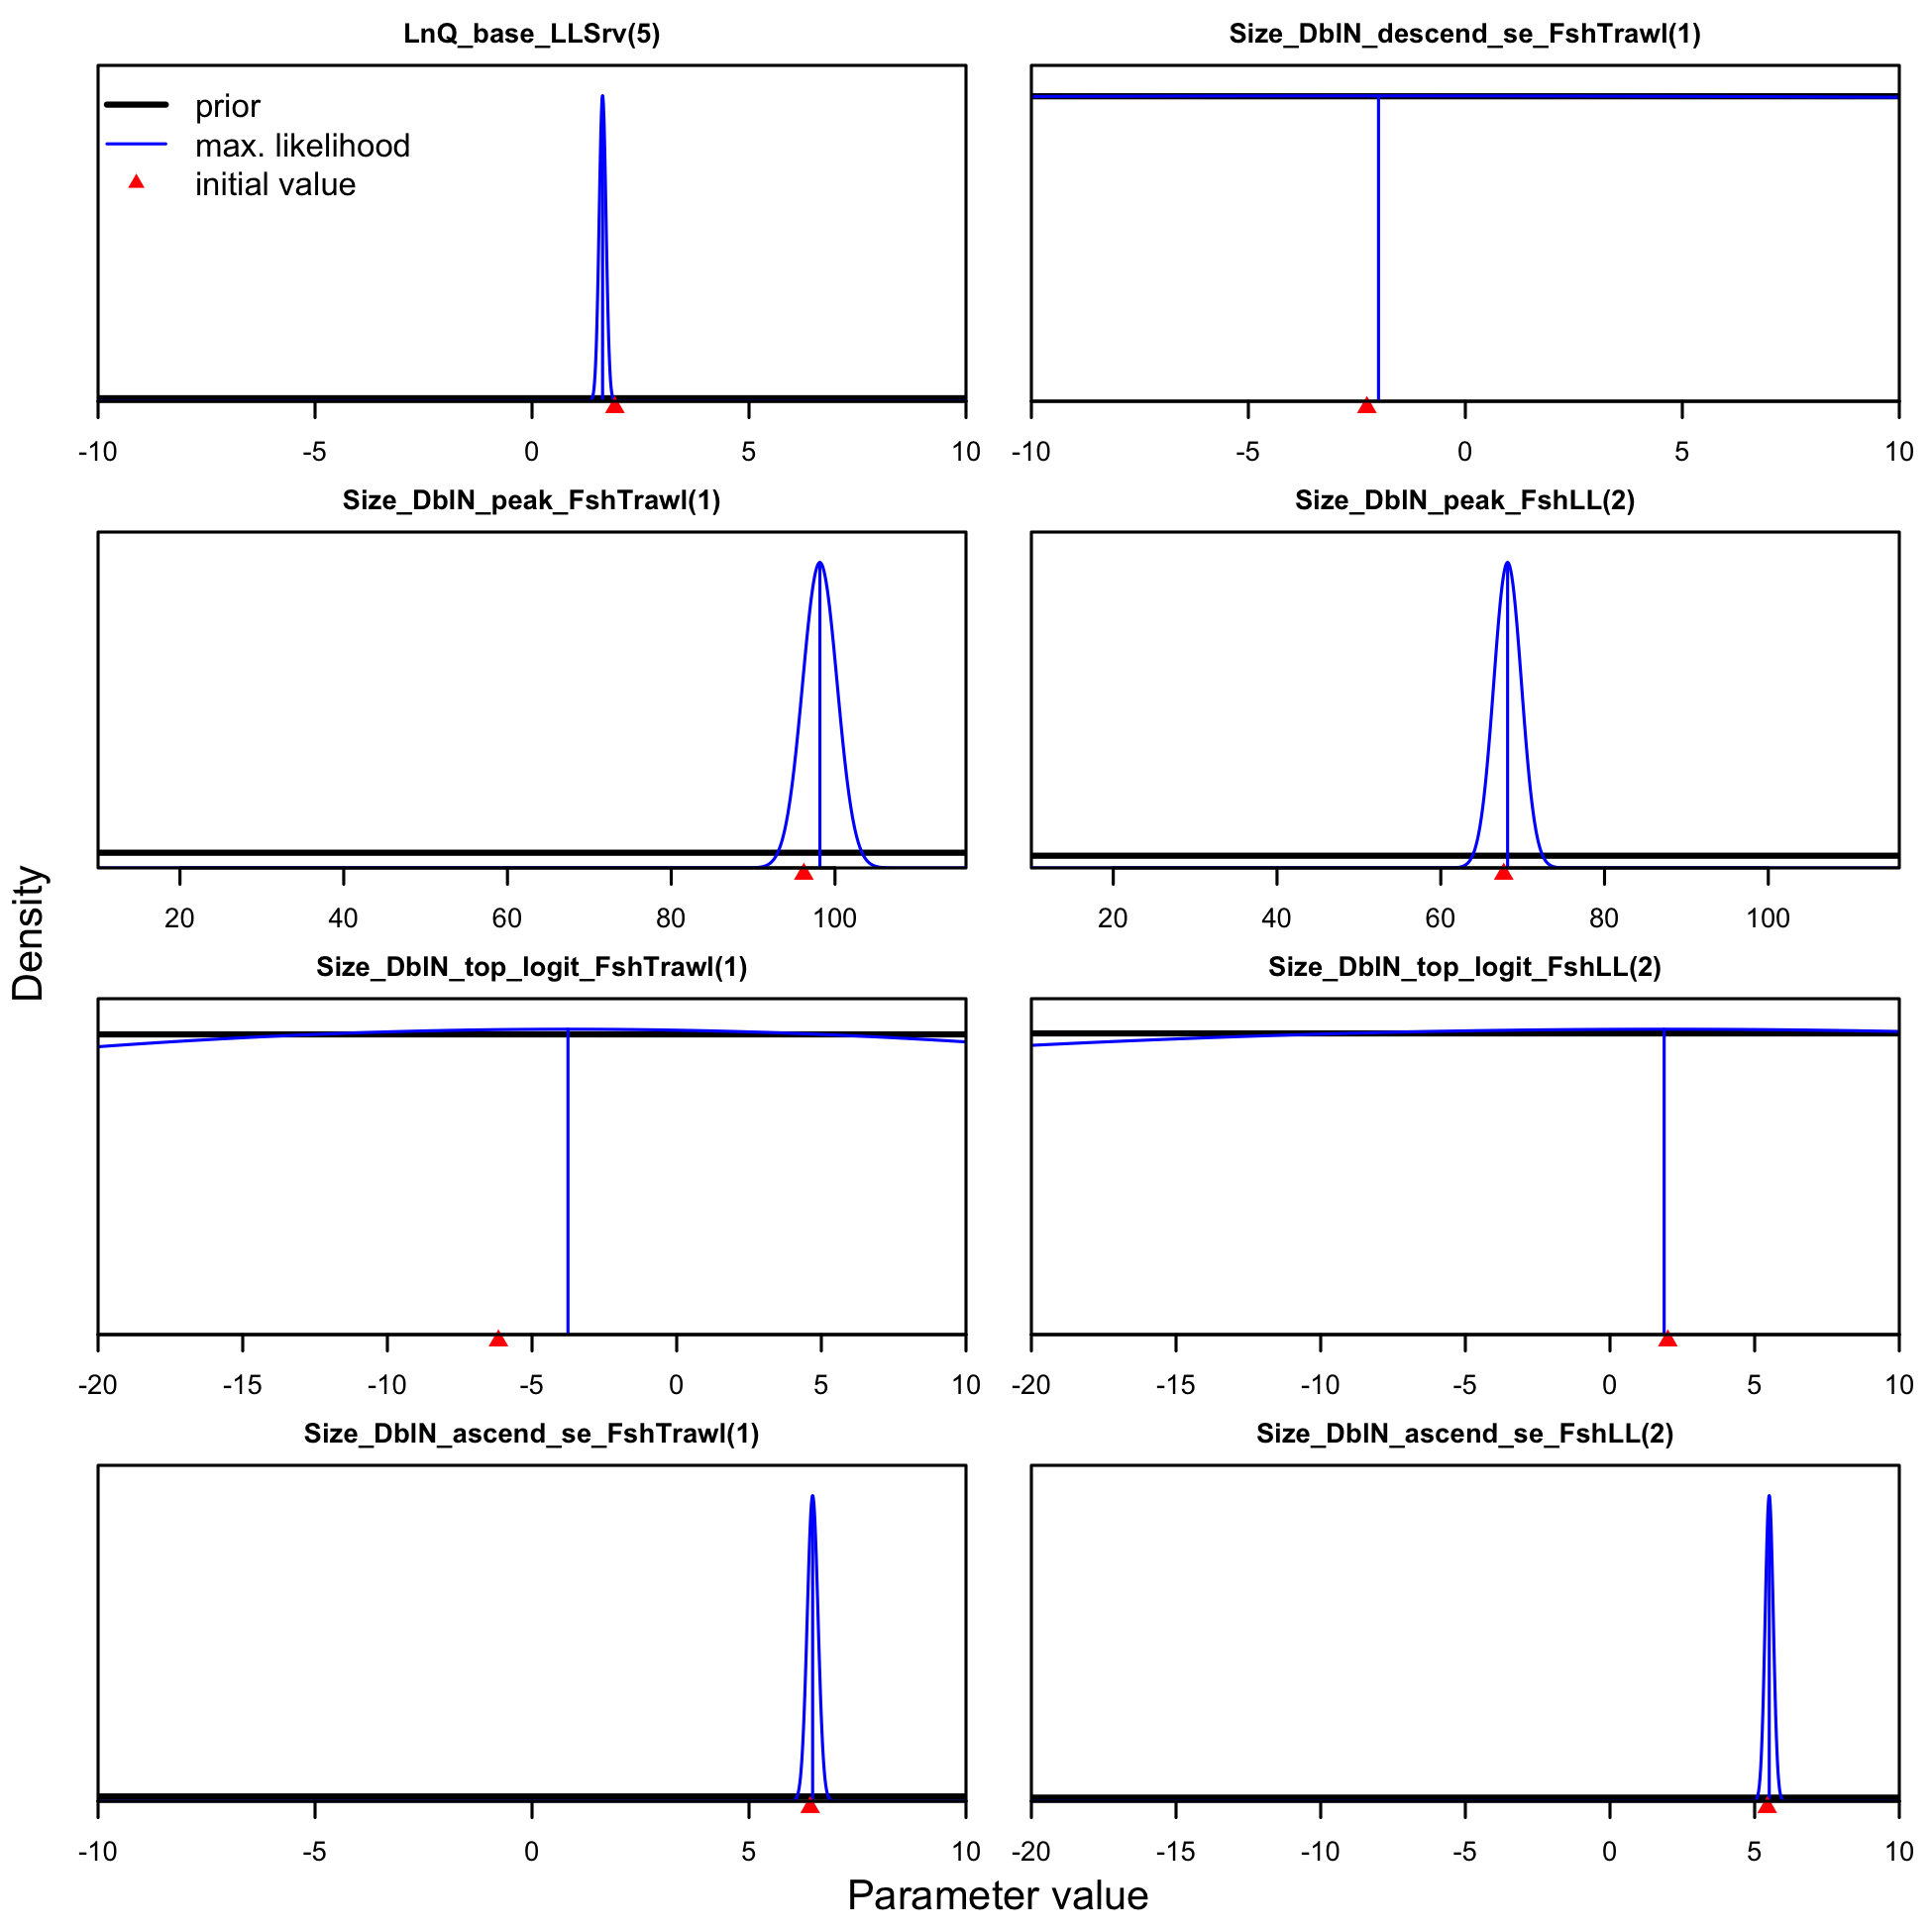 LnQ_base_LLSrv(5)
prior
max. likelihood
initial value
-10 -5 0 5 10
Size_DblN_descend_se_FshTrawl(1)
-10 -5 0 5 10
Size_DblN_peak_FshTrawl(1)
20 40 60 80 100
Size_DblN_peak_FshLL(2)
20 40 60 80 100
Size_DblN_top_logit_FshTrawl(1)
-20 -15 -10 -5 0 5 10
Size_DblN_top_logit_FshLL(2)
-20 -15 -10 -5 0 5 10
Size_DblN_ascend_se_FshTrawl(1)
-10 -5 0 5 10
Size_DblN_ascend_se_FshLL(2)
-20 -15 -10 -5 0 5 10
Density
Parameter value